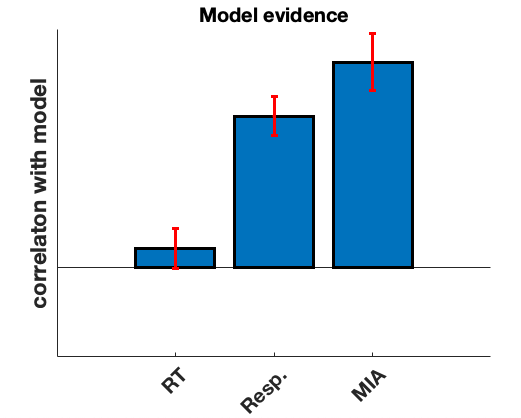 Model evidence
correlaton with model
RT
Resp.
MIA